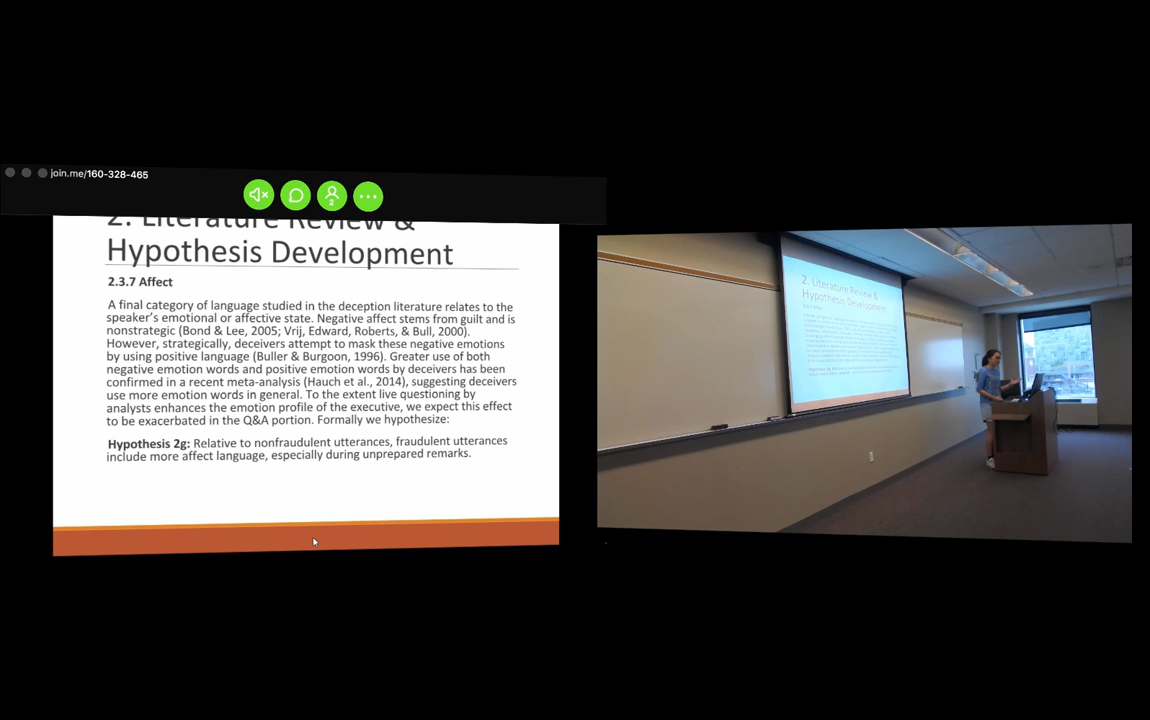 join.me/160-328-465
2
2. Literature Review &
Hypothesis Development
2.3.7 Affect
A final category of language studied in the deception literature relates to the
speaker's emotional or affective state. Negative affect stems from guilt and is
nonstrategic (Bond & Lee, 2005; Vrij, Edward, Roberts, & Bull, 2000).
However, strategically, deceivers attempt to mask these negative emotions
by using positive language (Buller & Burgoon, 1996). Greater use of both
negative emotion words and positive emotion words by deceivers has been
confirmed in a recent meta-analysis (Hauch et al., 2014), suggesting deceivers
use more emotion words in general. To the extent live questioning by
analysts enhances the emotion profile of the executive, we expect this effect
to be exacerbated in the Q&A portion. Formally we hypothesize:
Hypothesis 2g: Relative to nonfraudulent utterances, fraudulent utterances
include more affect language, especially during unprepared remarks.
2. Literature Review &
Hypothesis Development